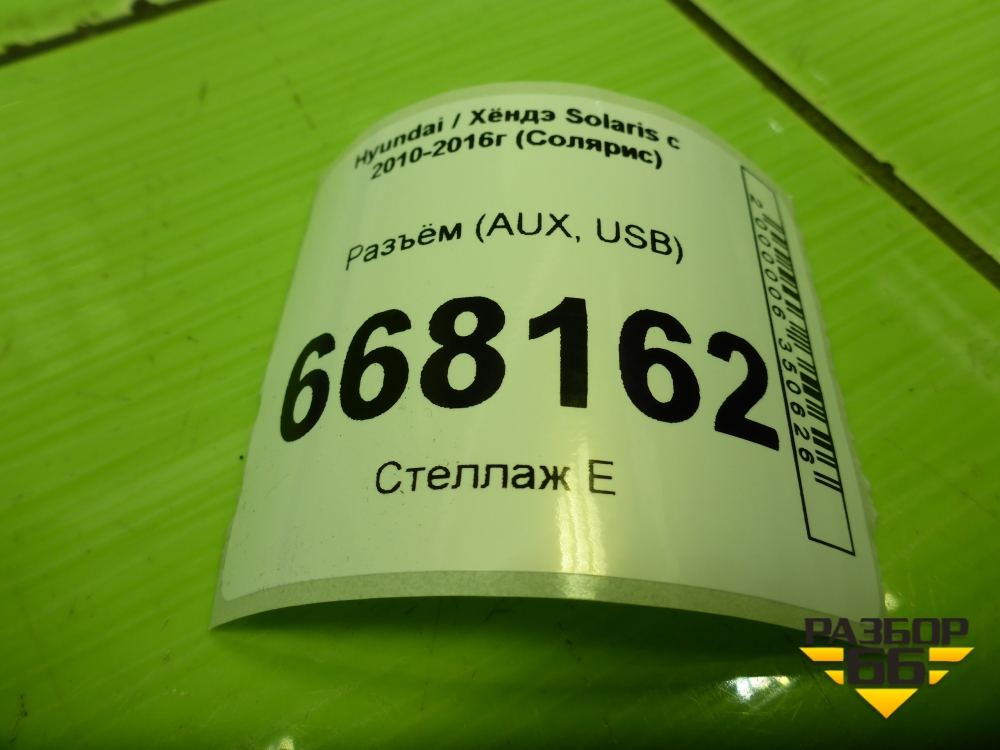 Hyundai / Хёндэ Solaris с
2010-2016г (Солярис)
Разъём (AUX, USB)
668162
Стеллаж Е
2000006350626
РАЗБОР
66